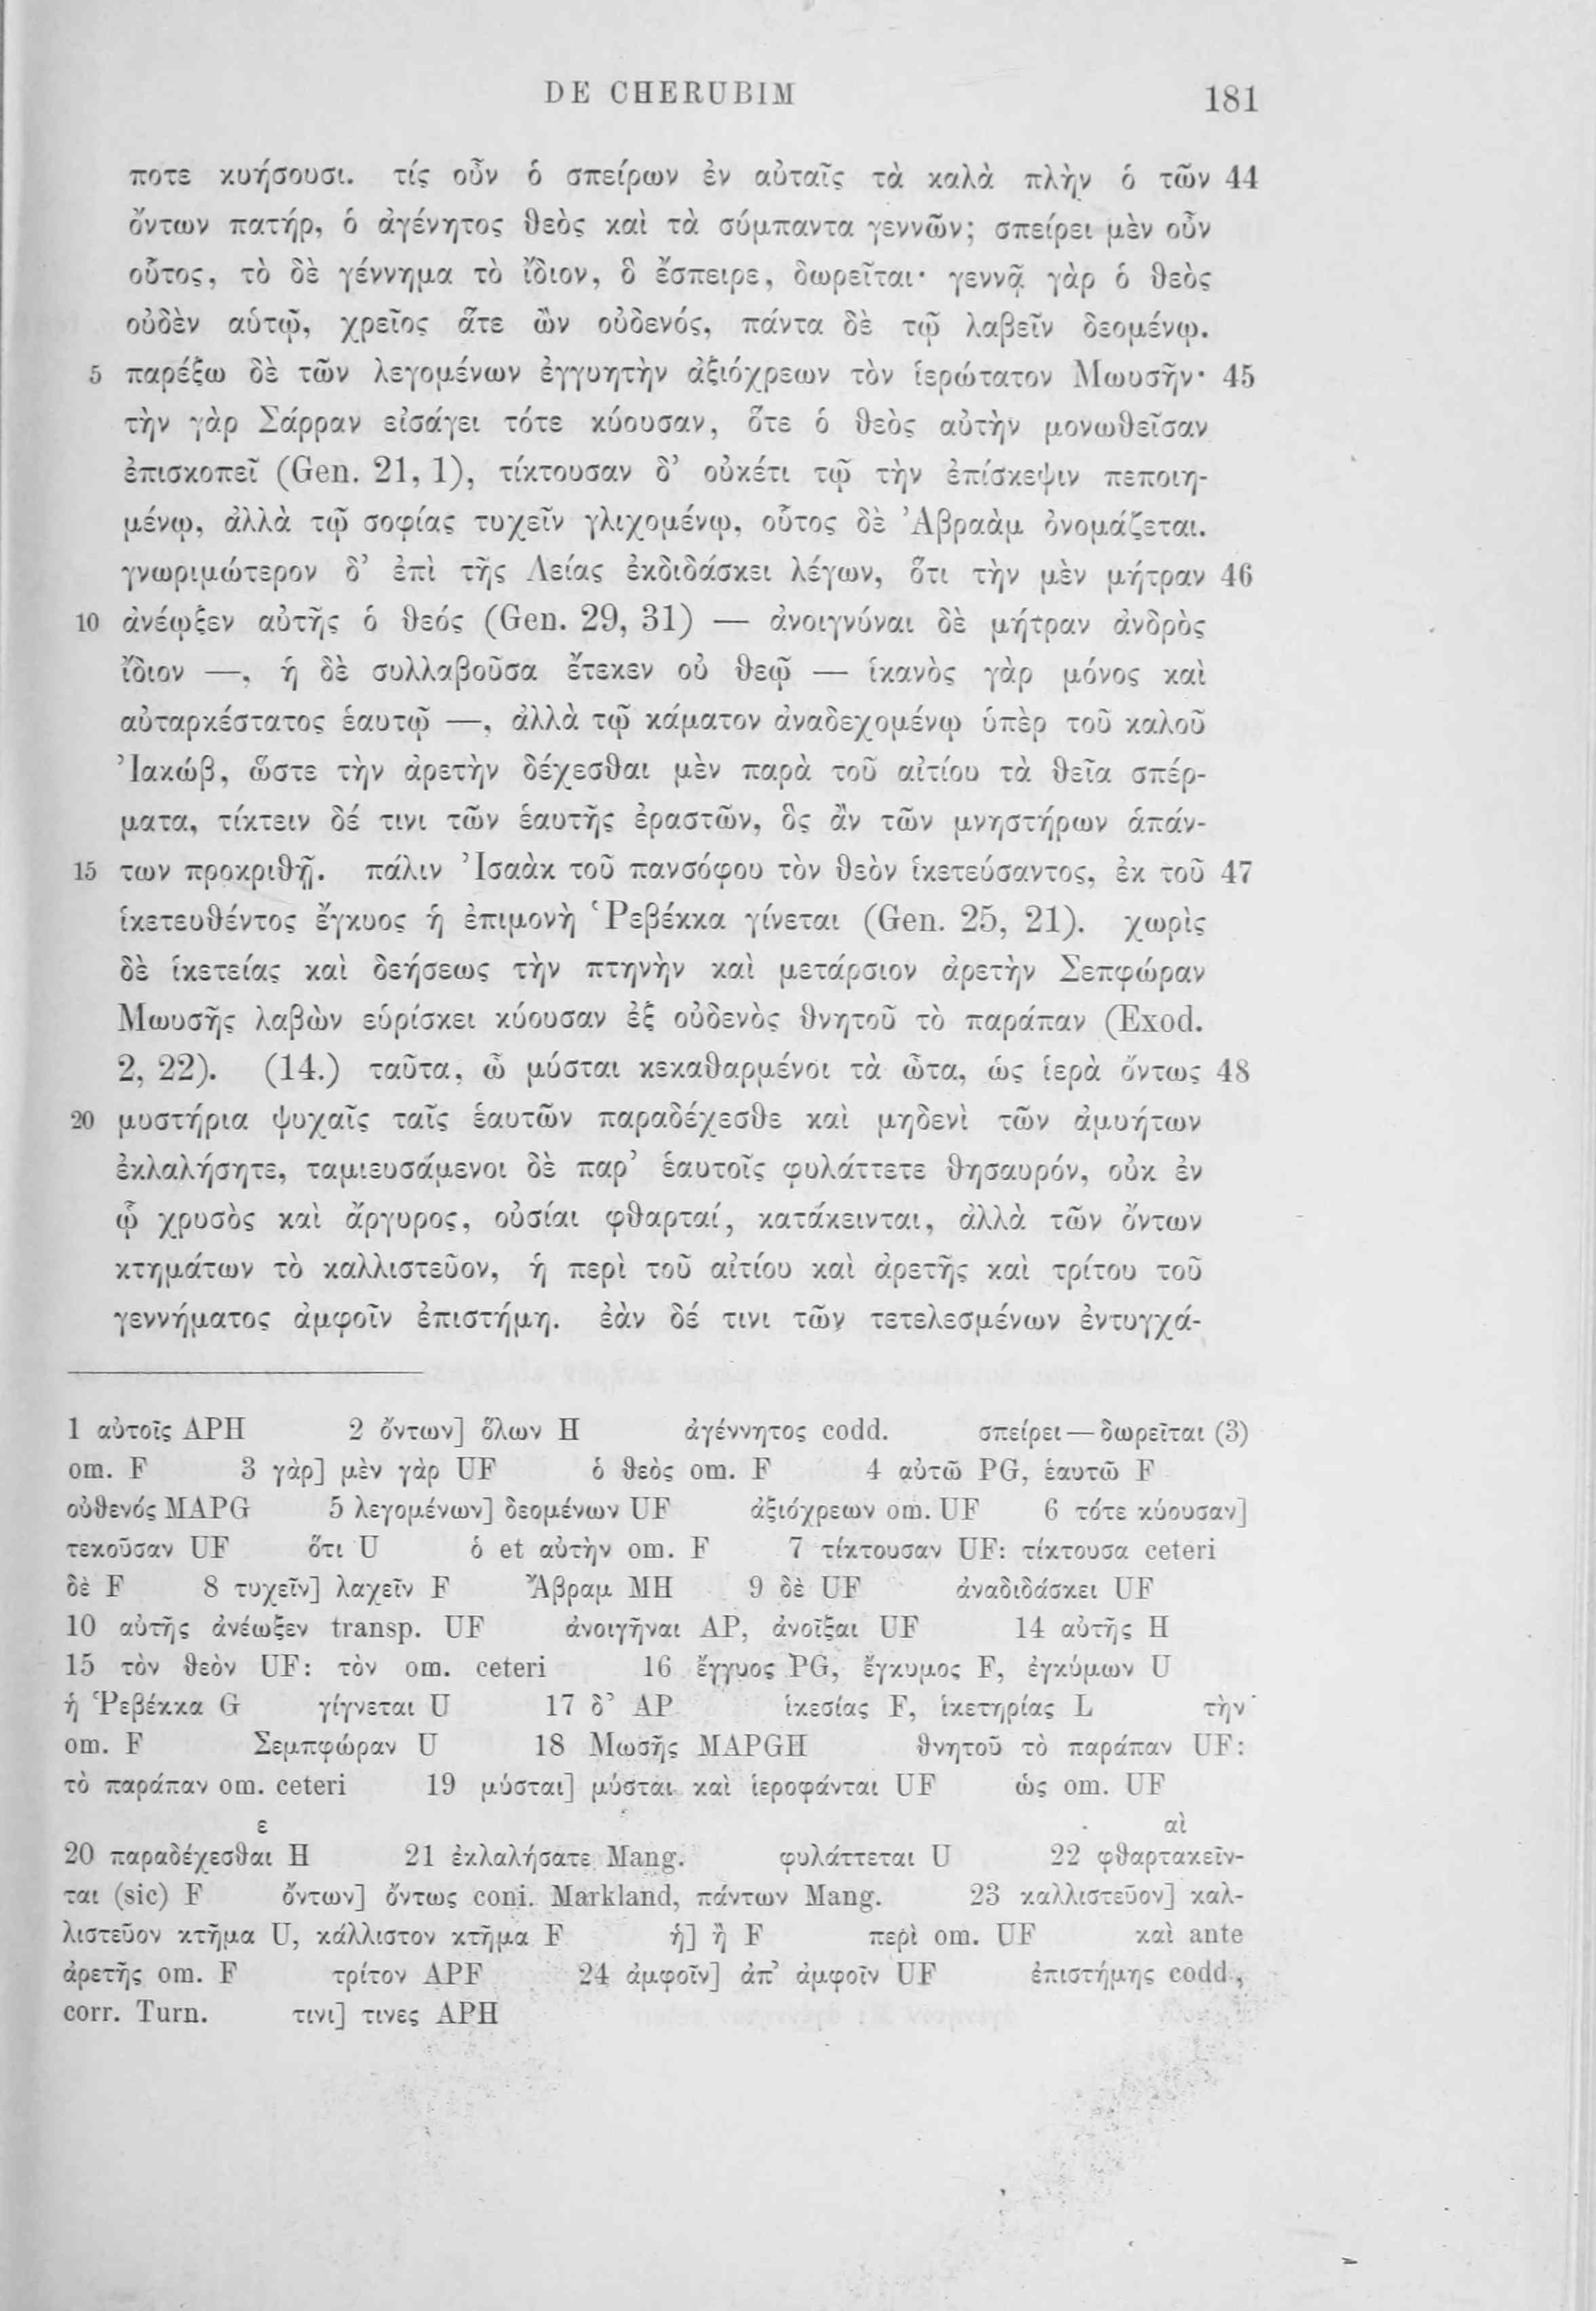 DE CHERUBIM 181
ποτε κυήσουσι. τίς οὖν ὁ σπείρων ἐν αὐταῖς τὰ καλὰ πλὴν ὁ τῶν 44
ὄντων πατήρ, ὁ ἀγένητος θεὸς καὶ τὰ σύμπαντα γεννῶν; σπείρει μὲν οὖν
οὗτος, τὸ δὲ γέννημα τὸ ἴδιον, ὃ ἔσπειρε, δωρεῖται· γεννᾷ γὰρ ὁ θεὸς
οὐδὲν αὑτῷ, χρεῖος ἅτε ὢν οὐδενός, πάντα δὲ τῷ λαβεῖν δεομένῳ.
5 παρέξω δὲ τῶν λεγομένων ἐγγυητὴν ἀξιόχρεων τὸν ἱερώτατον Μωυσῆν· 45
τὴν γὰρ Σάρραν εἰσάγει τότε κύουσαν, ὅτε ὁ θεὸς αὐτὴν μονωθεῖσαν
ἐπισκοπεῖ (Gen. 21, 1), τίκτουσαν δ’ οὐκέτι τῷ τὴν ἐπίσκεψιν πεποιη-
μένῳ, ἀλλὰ τῷ σοφίας τυχεῖν γλιχομένῳ, οὗτος δὲ Ἀβραὰμ ὀνομάζεται.
γνωριμώτερον δ’ ἐπὶ τῆς Λείας ἐκδιδάσκει λέγων, ὅτι τὴν μὲν μήτραν 46
10 ἀνέῳξεν αὐτῆς ὁ θεός (Gen. 29, 31) — ἀνοιγνύναι δὲ μήτραν ἀνδρὸς
ἴδιον —, ἡ δὲ συλλαβοῦσα ἔτεκεν οὐ θεῷ — ἱκανὸς γὰρ μόνος καὶ
αὐταρκέστατος ἑαυτῷ —, ἀλλὰ τῷ κάματον ἀναδεχομένῳ ὑπὲρ τοῦ καλοῦ
Ἰακώβ, ὥστε τὴν ἀρετὴν δέχεσθαι μὲν παρὰ τοῦ αἰτίου τὰ θεῖα σπέρ-
ματα, τίκτειν δέ τινι τῶν ἑαυτῆς ἐραστῶν, ὃς ἂν τῶν μνηστήρων ἁπάν-
15 των προκριθῇ. πάλιν Ἰσαὰκ τοῦ πανσόφου τὸν θεὸν ἱκετεύσαντος, ἐκ τοῦ 47
ἱκετευθέντος ἔγκυος ἡ ἐπιμονὴ Ῥεβέκκα γίνεται (Gen. 25, 21). χωρὶς
δὲ ἱκετείας καὶ δεήσεως τὴν πτηνὴν καὶ μετάρσιον ἀρετὴν Σεπφώραν
Μωυσῆς λαβὼν εὑρίσκει κύουσαν ἐξ οὐδενὸς θνητοῦ τὸ παράπαν (Exod.
2, 22). (14.) ταῦτα, ὦ μύσται κεκαθαρμένοι τὰ ὦτα, ὡς ἱερὰ ὄντως 48
20 μυστήρια ψυχαῖς ταῖς ἑαυτῶν παραδέχεσθε καὶ μηδενὶ τῶν ἀμυήτων
ἐκλαλήσητε, ταμιευσάμενοι δὲ παρ’ ἑαυτοῖς φυλάττετε θησαυρόν, οὐκ ἐν
ᾧ χρυσὸς καὶ ἄργυρος, οὐσίαι φθαρταί, κατάκεινται, ἀλλὰ τῶν ὄντων
κτημάτων τὸ καλλιστεῦον, ἡ περὶ τοῦ αἰτίου καὶ ἀρετῆς καὶ τρίτου τοῦ
γεννήματος ἀμφοῖν ἐπιστήμη. ἐὰν δέ τινι τῶν τετελεσμένων ἐντυγχά-
1 αὐτοῖς APH 2 ὄντων] ὅλων H ἀγέννητος codd. σπείρει — δωρεῖται (3)
om. F 3 γὰρ] μὲν γὰρ UF ὁ θεὸς om. F 4 αὐτῶ PG, ἑαυτῶ F
οὐθενός MAPG 5 λεγομένων] δεομένων UF ἀξιόχρεων om. UF 6 τότε κύουσαν]
τεκοῦσαν UF ὅτι U ὁ et αὐτὴν om. F 7 τίκτουσαν UF: τίκτουσα ceteri
δὲ F 8 τυχεῖν] λαχεῖν F Ἄβραμ MH 9 δὲ UF ἀναδιδάσκει UF
10 αὐτῆς ἀνέωξεν transp. UF ἀνοιγῆναι AP, ἀνοῖξαι UF 14 αὐτῆς H
15 τὸν θεὸν UF: τὸν om. ceteri 16 ἔγγυος PG, ἔγκυμος F, ἐγκύμων U
ἡ Ῥεβέκκα G γίγνεται U 17 δ’ AP ἱκεσίας F, ἱκετηρίας L τὴν
om. F Σεμπφώραν U 18 Μωσῆς MAPGH θνητοῦ τὸ παράπαν UF:
τὸ παράπαν om. ceteri 19 μύσται] μύσται καὶ ἱεροφάνται UF ὡς om. UF
ε αὶ
20 παραδέχεσθαι H 21 ἐκλαλήσατε Mang. φυλάττεται U 22 φθαρτακεῖν-
ται (sic) F ὄντων] ὄντως coni. Markland, πάντων Mang. 23 καλλιστεῦον] καλ-
λιστεῦον κτῆμα U, κάλλιστον κτῆμα F ἡ] ἢ F περὶ om. UF καὶ ante
ἀρετῆς om. F τρίτον APF 24 ἀμφοῖν] ἀπ’ ἀμφοῖν UF ἐπιστήμης codd.,
corr. Turn. τινι] τινες APH